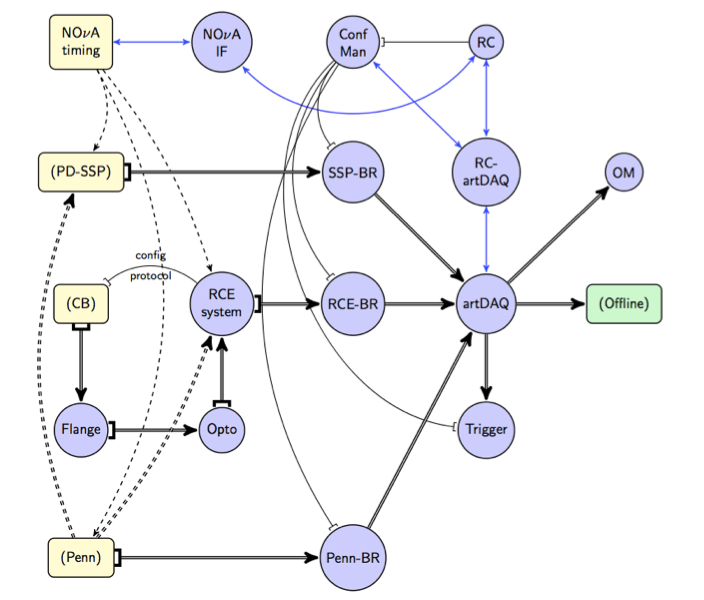 NOνA
timing
NOνA
IF
Conf
Man
RC
(PD-SSP)
SSP-BR
RC-
artDAQ
OM
config
protocol
(CB)
RCE
system
RCE-BR
artDAQ
(Offline)
Flange
Opto
Trigger
(Penn)
Penn-BR